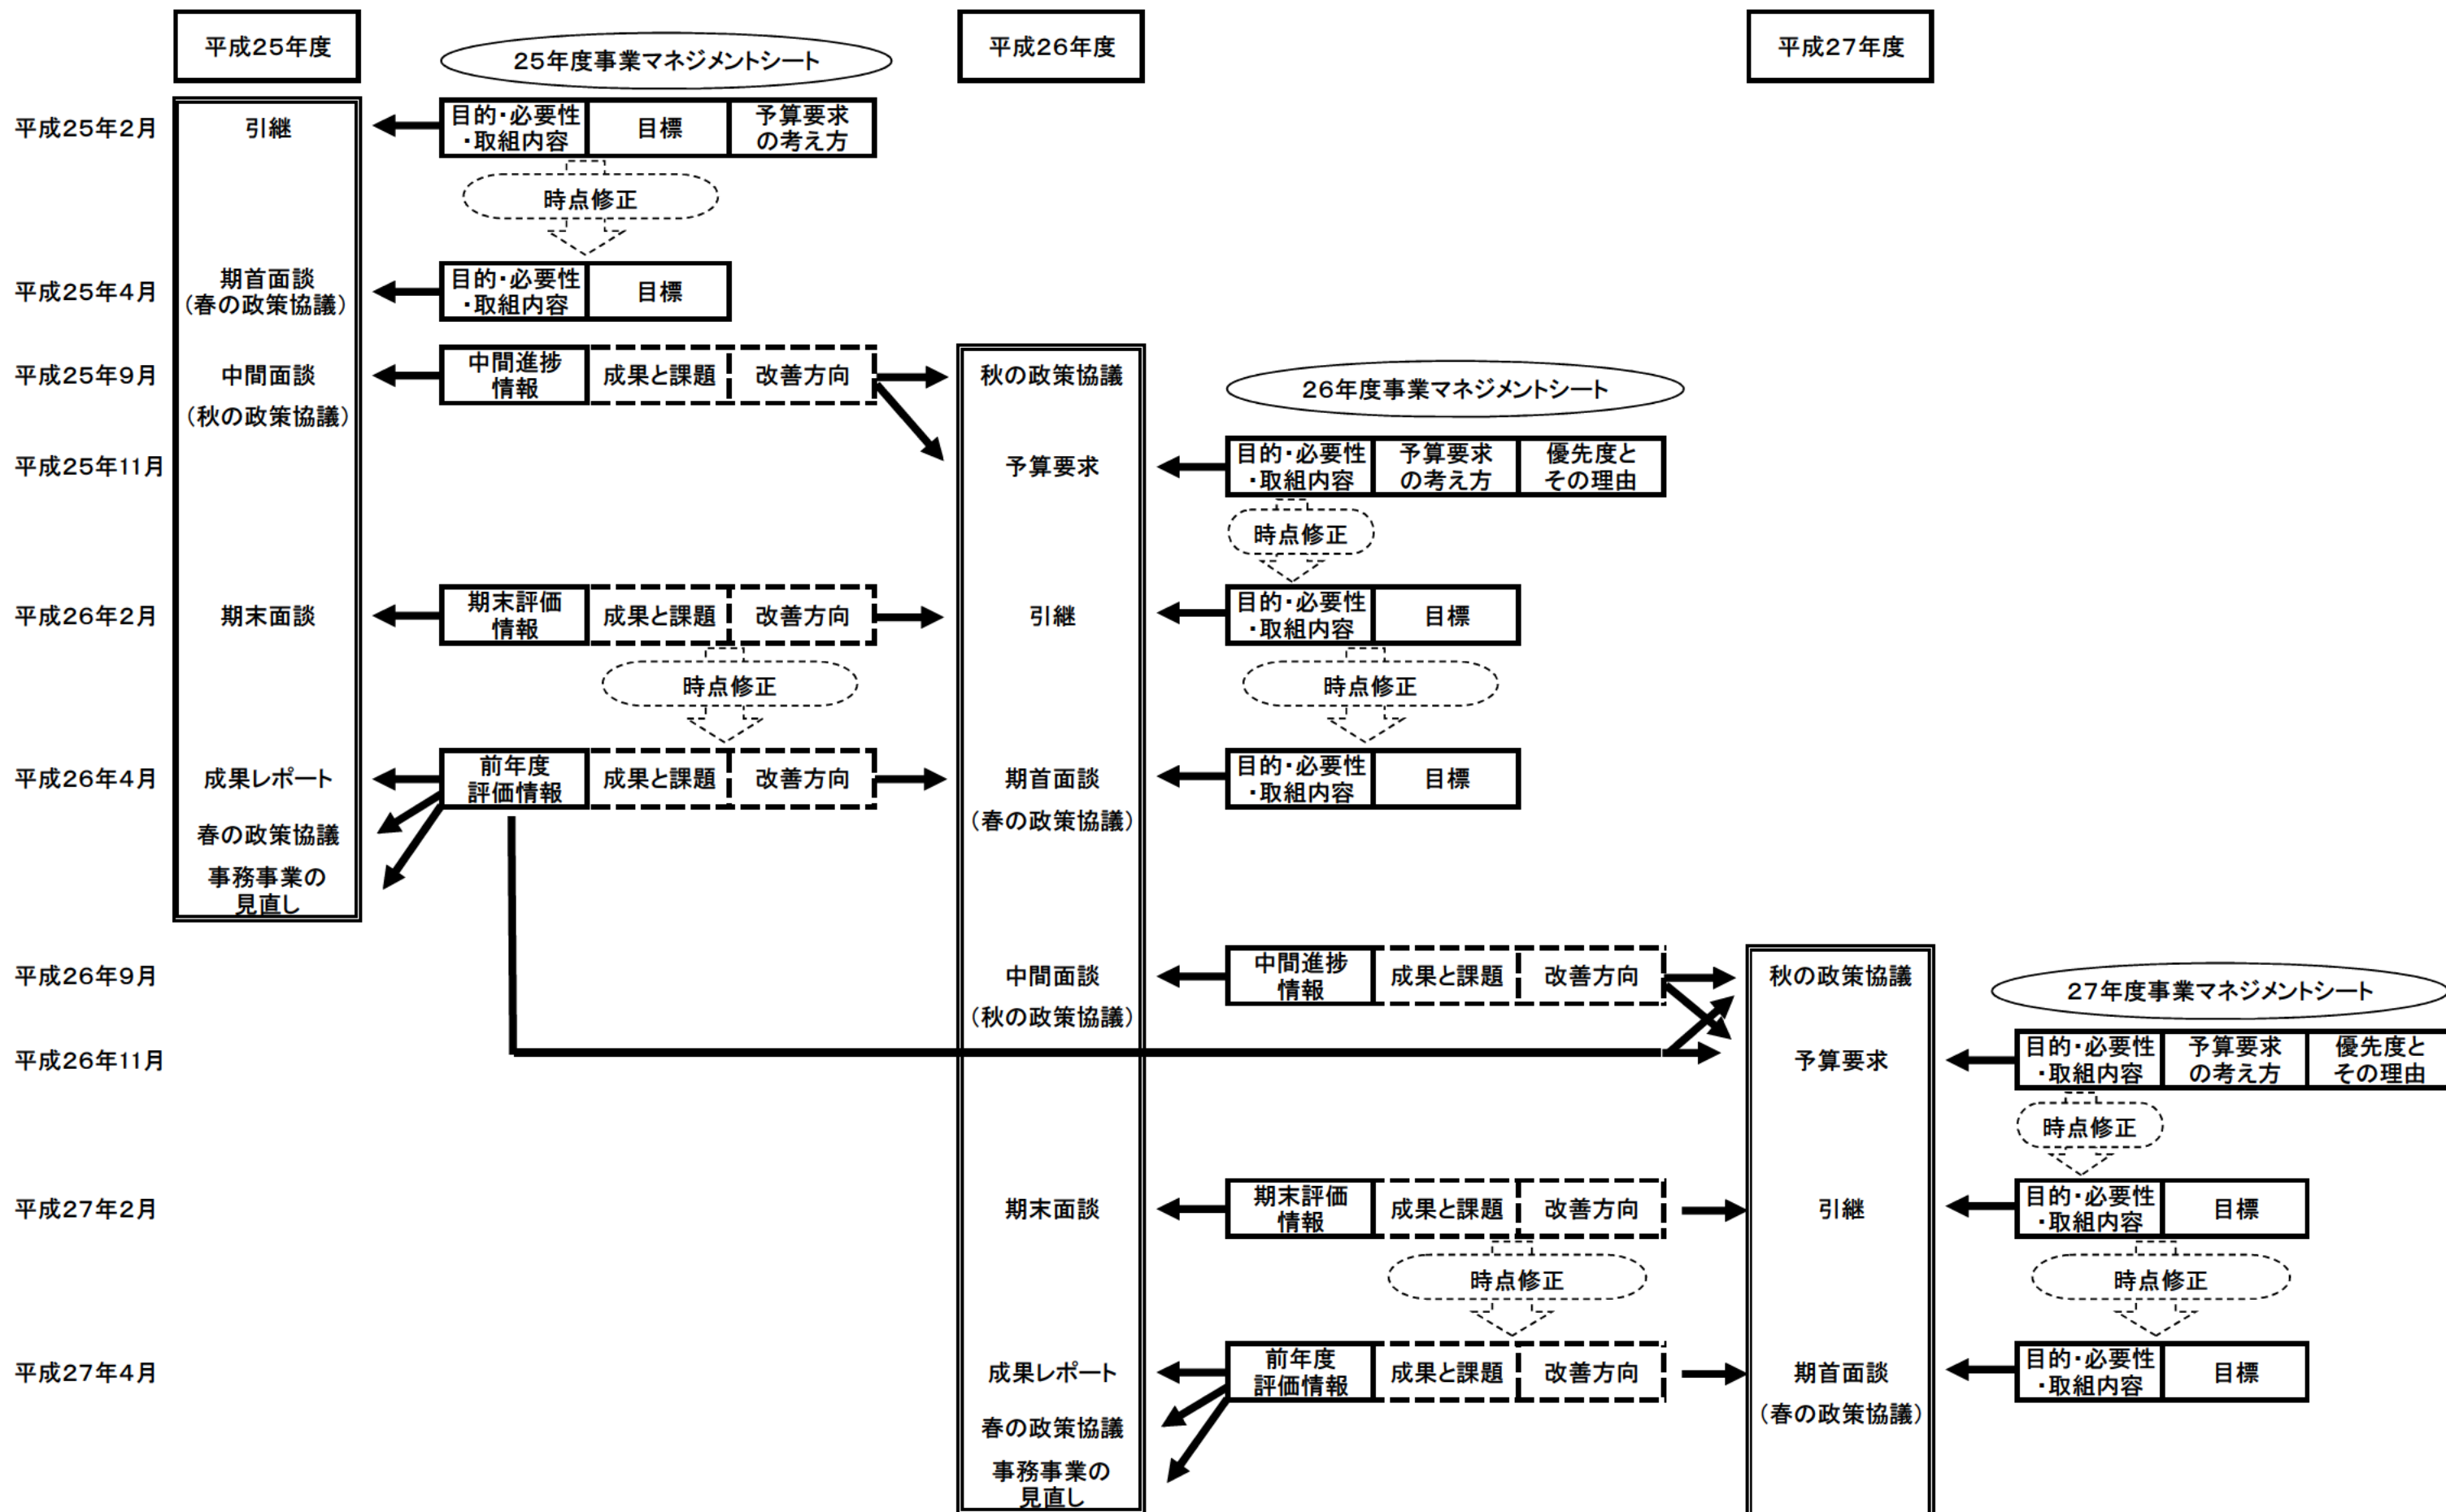 平成25年度
平成26年度
平成27年度
25年度事業マネジメントシート
平成25年2月
引継
目的・必要性
・取組内容
目標
予算要求
の考え方
時点修正
平成25年4月
期首面談
(春の政策協議)
目的・必要性
・取組内容
目標
平成25年9月
中間面談
(秋の政策協議)
中間進捗
情報
成果と課題
改善方向
秋の政策協議
26年度事業マネジメントシート
平成25年11月
予算要求
目的・必要性
・取組内容
予算要求
の考え方
優先度と
その理由
時点修正
平成26年2月
期末面談
期末評価
情報
成果と課題
改善方向
引継
目的・必要性
・取組内容
目標
時点修正
時点修正
平成26年4月
成果レポート
春の政策協議
事務事業の
見直し
前年度
評価情報
成果と課題
改善方向
期首面談
(春の政策協議)
目的・必要性
・取組内容
目標
平成26年9月
中間面談
(秋の政策協議)
中間進捗
情報
成果と課題
改善方向
秋の政策協議
27年度事業マネジメントシート
平成26年11月
予算要求
目的・必要性
・取組内容
予算要求
の考え方
優先度と
その理由
時点修正
平成27年2月
期末面談
期末評価
情報
成果と課題
改善方向
引継
目的・必要性
・取組内容
目標
時点修正
時点修正
平成27年4月
成果レポート
春の政策協議
事務事業の
見直し
前年度
評価情報
成果と課題
改善方向
期首面談
(春の政策協議)
目的・必要性
・取組内容
目標